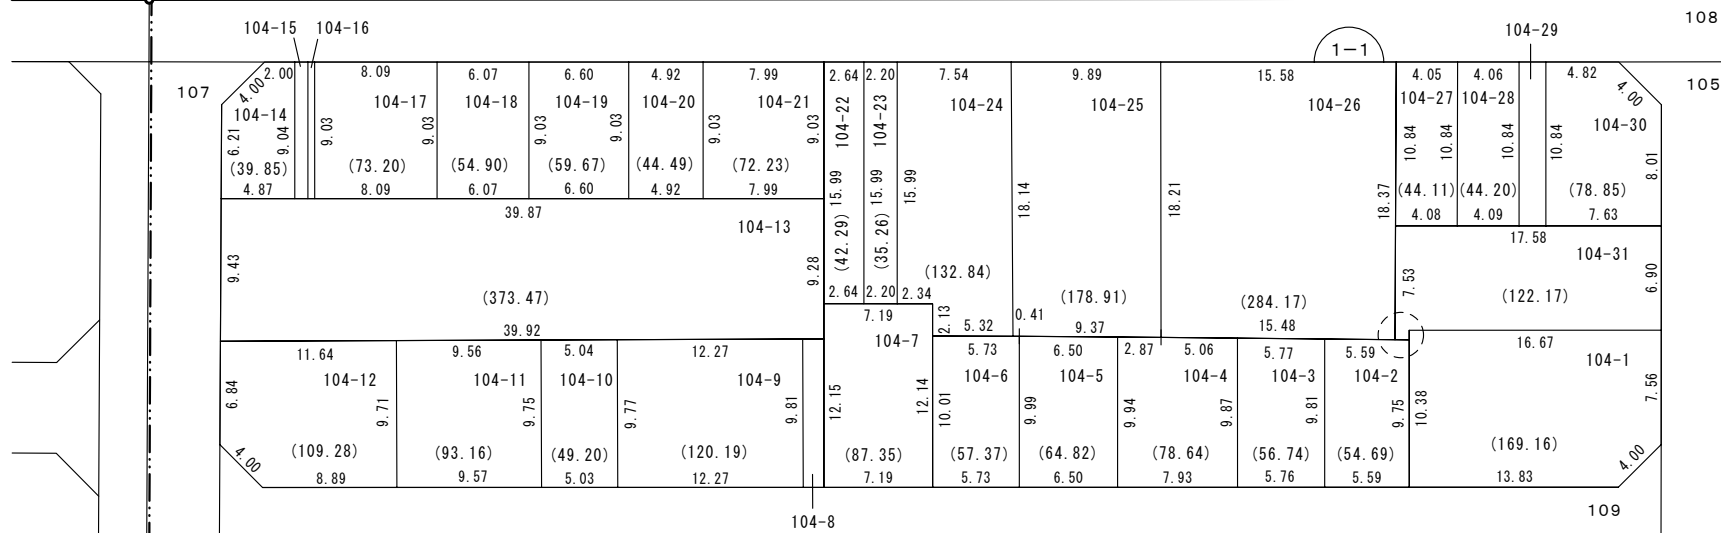 108
104-15 104-16
104-29
1-1
107
105
2.00 8.09 6.07 6.60 4.92 7.99 2.64 2.20 7.54 9.89 15.58 4.05 4.06 4.82
4.00
4.00
104-14 104-17 104-18 104-19 104-20 104-21 104-22 104-23 104-24 104-25 104-26 104-27 104-28 104-30
6.21 9.04 9.03 9.03 9.03 9.03 9.03 9.03 15.99 15.99 15.99 18.14 18.21 18.37 10.84 10.84 10.84 10.84 8.01
(39.85) (73.20) (54.90) (59.67) (44.49) (72.23) (42.29) (35.26) (132.84) (178.91) (284.17) (44.11) (44.20) (78.85)
4.87 8.09 6.07 6.60 4.92 7.99 4.08 4.09 7.63
39.87
104-13
17.58
104-31
9.43 9.28 7.53 6.90
(373.47)
(122.17)
2.64 2.20 2.34
39.92
7.19 2.13 5.32 0.41 9.37 15.48
16.67
11.64 9.56 5.04 12.27 104-7 5.73 6.50 2.87 5.06 5.77 5.59
104-12 104-11 104-10 104-9 104-6 104-5 104-4 104-3 104-2 104-1
6.84 9.71 9.75 9.77 9.81 12.15 12.14 10.01 9.99 9.94 9.87 9.81 9.75 10.38 7.56
(109.28) (93.16) (49.20) (120.19) (87.35) (57.37) (64.82) (78.64) (56.74) (54.69) (169.16)
4.00
4.00
8.89 9.57 5.03 12.27 7.19 5.73 6.50 7.93 5.76 5.59 13.83
104-8
109